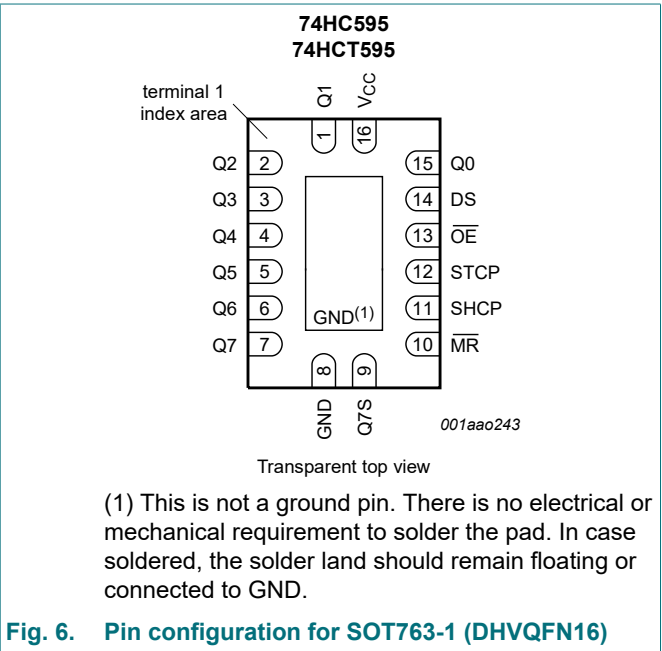 74HC595
74HCT595
terminal 1
index area
Q1
VCC
1
16
Q2
2
15
Q0
Q3
3
14
DS
Q4
4
13
OE
Q5
5
12
STCP
Q6
6
11
SHCP
Q7
7
10
MR
GND(1)
8
9
GND
Q7S
001aao243
Transparent top view
(1) This is not a ground pin. There is no electrical or
mechanical requirement to solder the pad. In case
soldered, the solder land should remain floating or
connected to GND.
Fig. 6. Pin configuration for SOT763-1 (DHVQFN16)